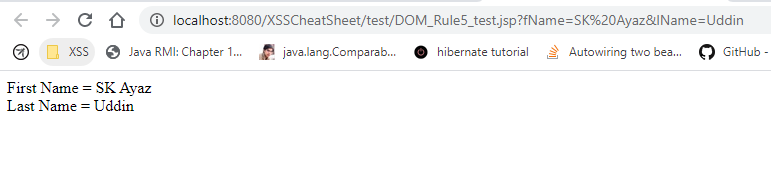 localhost:8080/XSSCheatSheet/test/DOM_Rule5_test.jsp?fName=SK%20Ayaz&lName=Uddin
XSS Java RMI: Chapter 1... java.lang.Comparab... hibernate tutorial Autowiring two bea... GitHub -
First Name = SK Ayaz
Last Name = Uddin